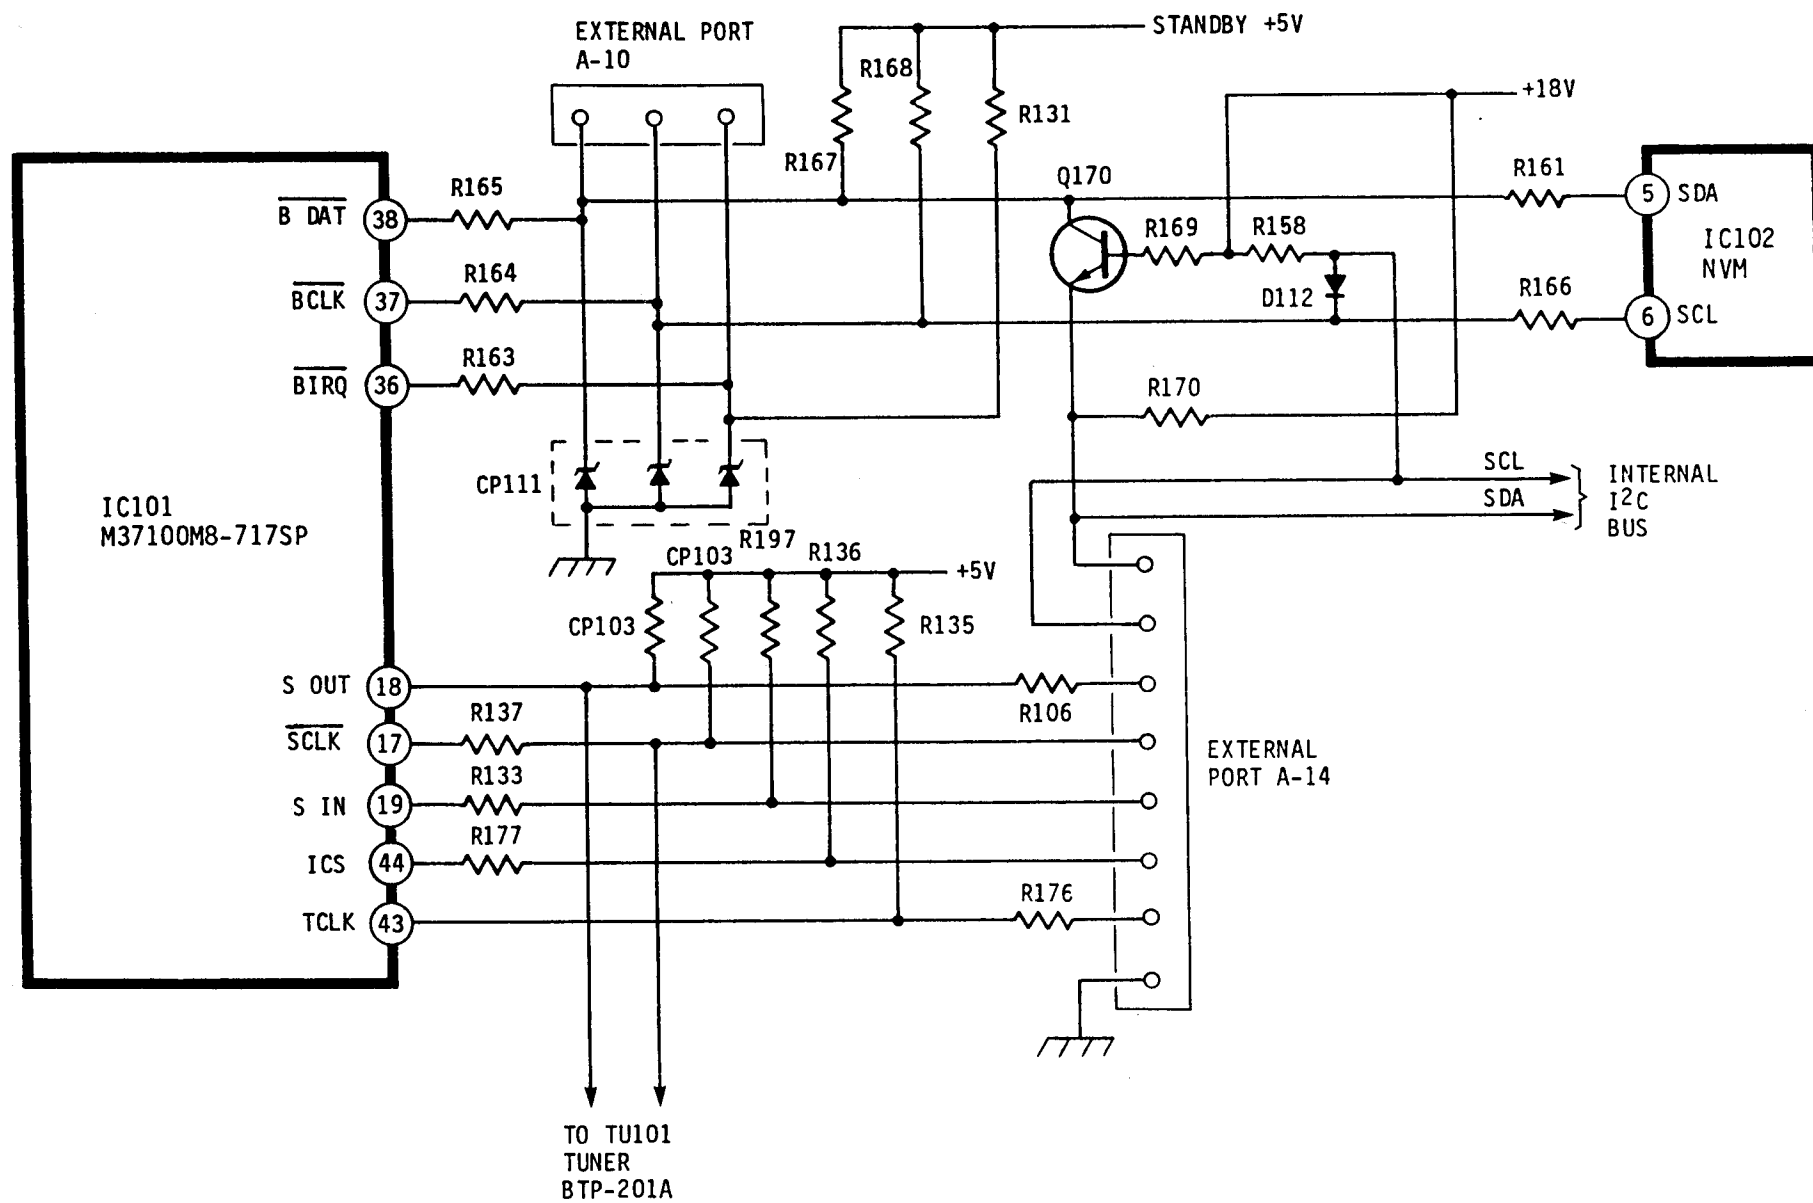 EXTERNAL PORT
A-10
STANDBY +5V
R168
R131
+18V
R167
Q170
R161
5
SDA
R165
B DAT
38
R169
R158
IC102
NVM
R164
BCLK
37
D112
R166
6
SCL
R163
BIRQ
36
R170
CP111
SCL
SDA
INTERNAL
I2C
BUS
IC101
M37100M8-717SP
CP103
R197
R136
+5V
CP103
R135
S OUT
18
R106
R137
SCLK
17
EXTERNAL
PORT A-14
R133
S IN
19
R177
ICS
44
R176
TCLK
43
TO TU101
TUNER
BTP-201A